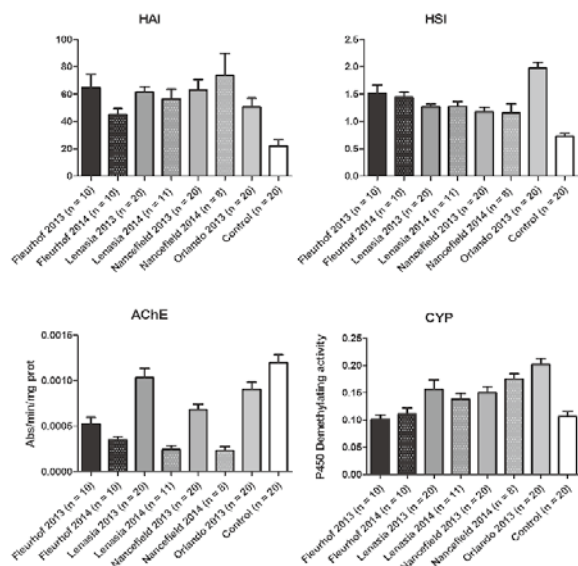 HAI
100
80
60
40
20
0
Fleurhof 2013 (n = 10)
Fleurhof 2014 (n = 10)
Lenasia 2013 (n = 20)
Lenasia 2014 (n = 11)
Nancefield 2013 (n = 20)
Nancefield 2014 (n = 8)
Orlando 2013 (n = 20)
Control (n = 20)
HSI
2.5
2.0
1.5
1.0
0.5
0.0
Fleurhof 2013 (n = 10)
Fleurhof 2014 (n = 10)
Lenasia 2013 (n = 20)
Lenasia 2014 (n = 11)
Nancefield 2013 (n = 20)
Nancefield 2014 (n = 8)
Orlando 2013 (n = 20)
Control (n = 20)
AChE
Abs/min/mg prot
0.0015
0.0010
0.0005
0.0000
Fleurhof 2013 (n = 10)
Fleurhof 2014 (n = 10)
Lenasia 2013 (n = 20)
Lenasia 2014 (n = 11)
Nancefield 2013 (n = 20)
Nancefield 2014 (n = 8)
Orlando 2013 (n = 20)
Control (n = 20)
CYP
P450 Demethylating activity
0.25
0.20
0.15
0.10
0.05
0.00
Fleurhof 2013 (n = 10)
Fleurhof 2014 (n = 10)
Lenasia 2013 (n = 20)
Lenasia 2014 (n = 11)
Nancefield 2013 (n = 20)
Nancefield 2014 (n = 8)
Orlando 2013 (n = 20)
Control (n = 20)